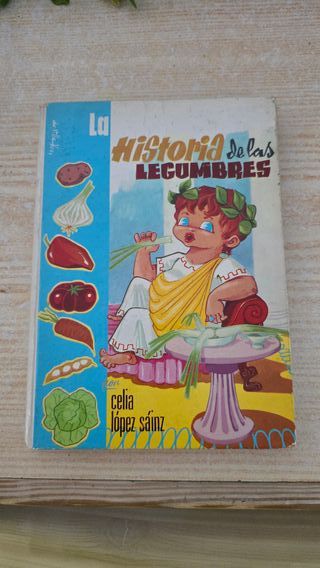 La
Historia de las
LEGUMBRES
celia
lópez sáinz